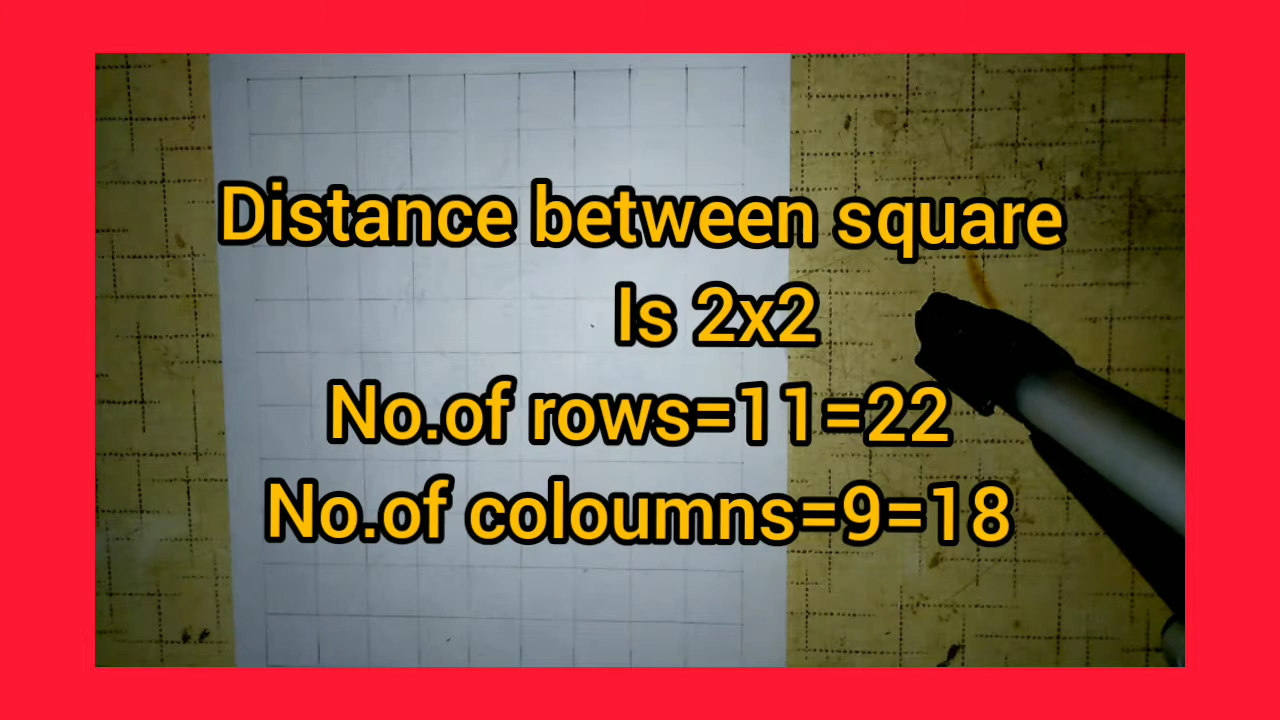 Distance between square
Is 2x2
No.of rows=11=22
No.of coloumns=9=18